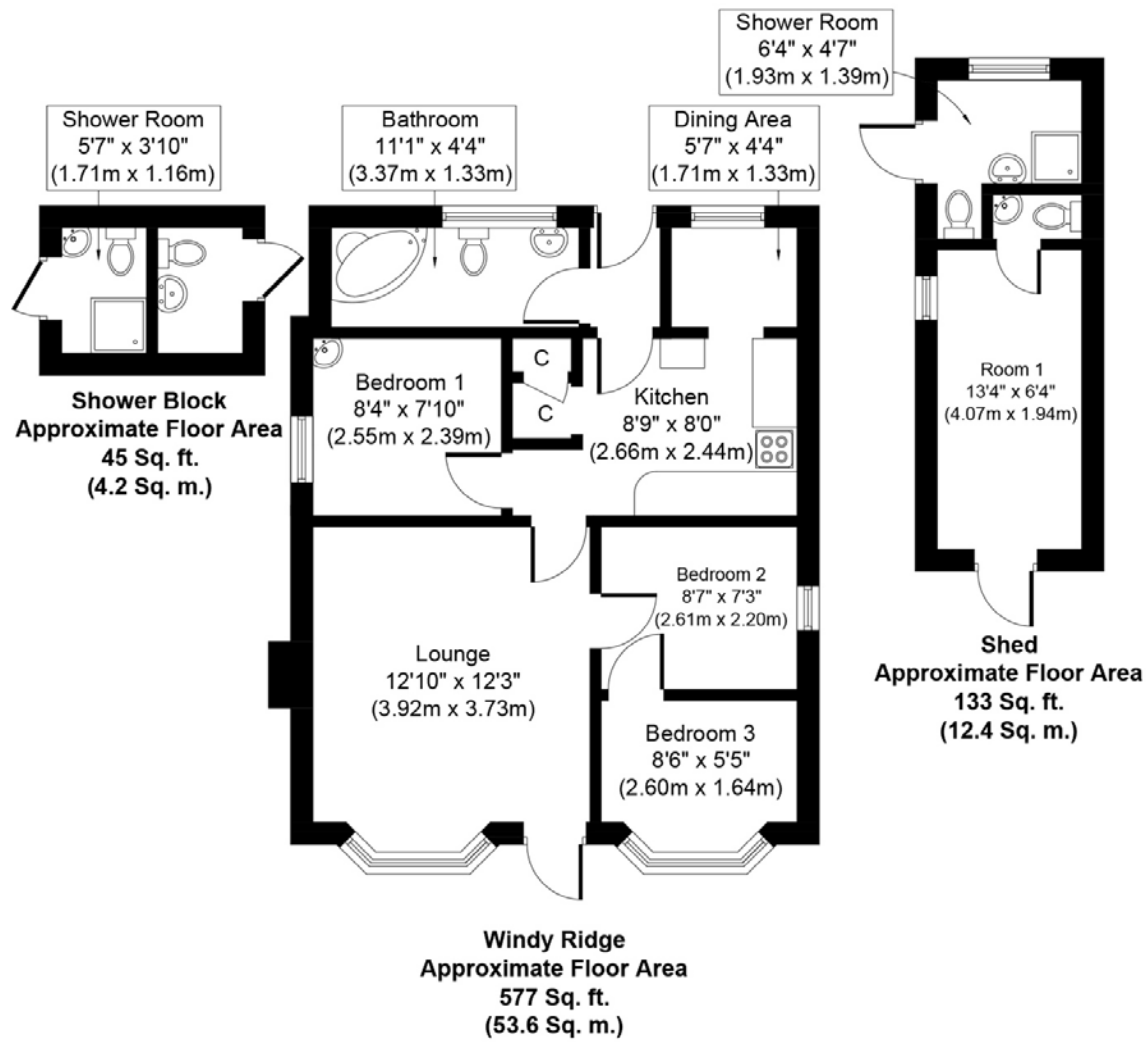 Shower Room
6'4" x 4'7"
(1.93m x 1.39m)
Shower Room
5'7" x 3'10"
(1.71m x 1.16m)
Bathroom
11'1" x 4'4"
(3.37m x 1.33m)
Dining Area
5'7" x 4'4"
(1.71m x 1.33m)
C
C
Bedroom 1
8'4" x 7'10"
(2.55m x 2.39m)
Kitchen
8'9" x 8'0"
(2.66m x 2.44m)
Room 1
13'4" x 6'4"
(4.07m x 1.94m)
Shower Block
Approximate Floor Area
45 Sq. ft.
(4.2 Sq. m.)
Bedroom 2
8'7" x 7'3"
(2.61m x 2.20m)
Lounge
12'10" x 12'3"
(3.92m x 3.73m)
Bedroom 3
8'6" x 5'5"
(2.60m x 1.64m)
Shed
Approximate Floor Area
133 Sq. ft.
(12.4 Sq. m.)
Windy Ridge
Approximate Floor Area
577 Sq. ft.
(53.6 Sq. m.)